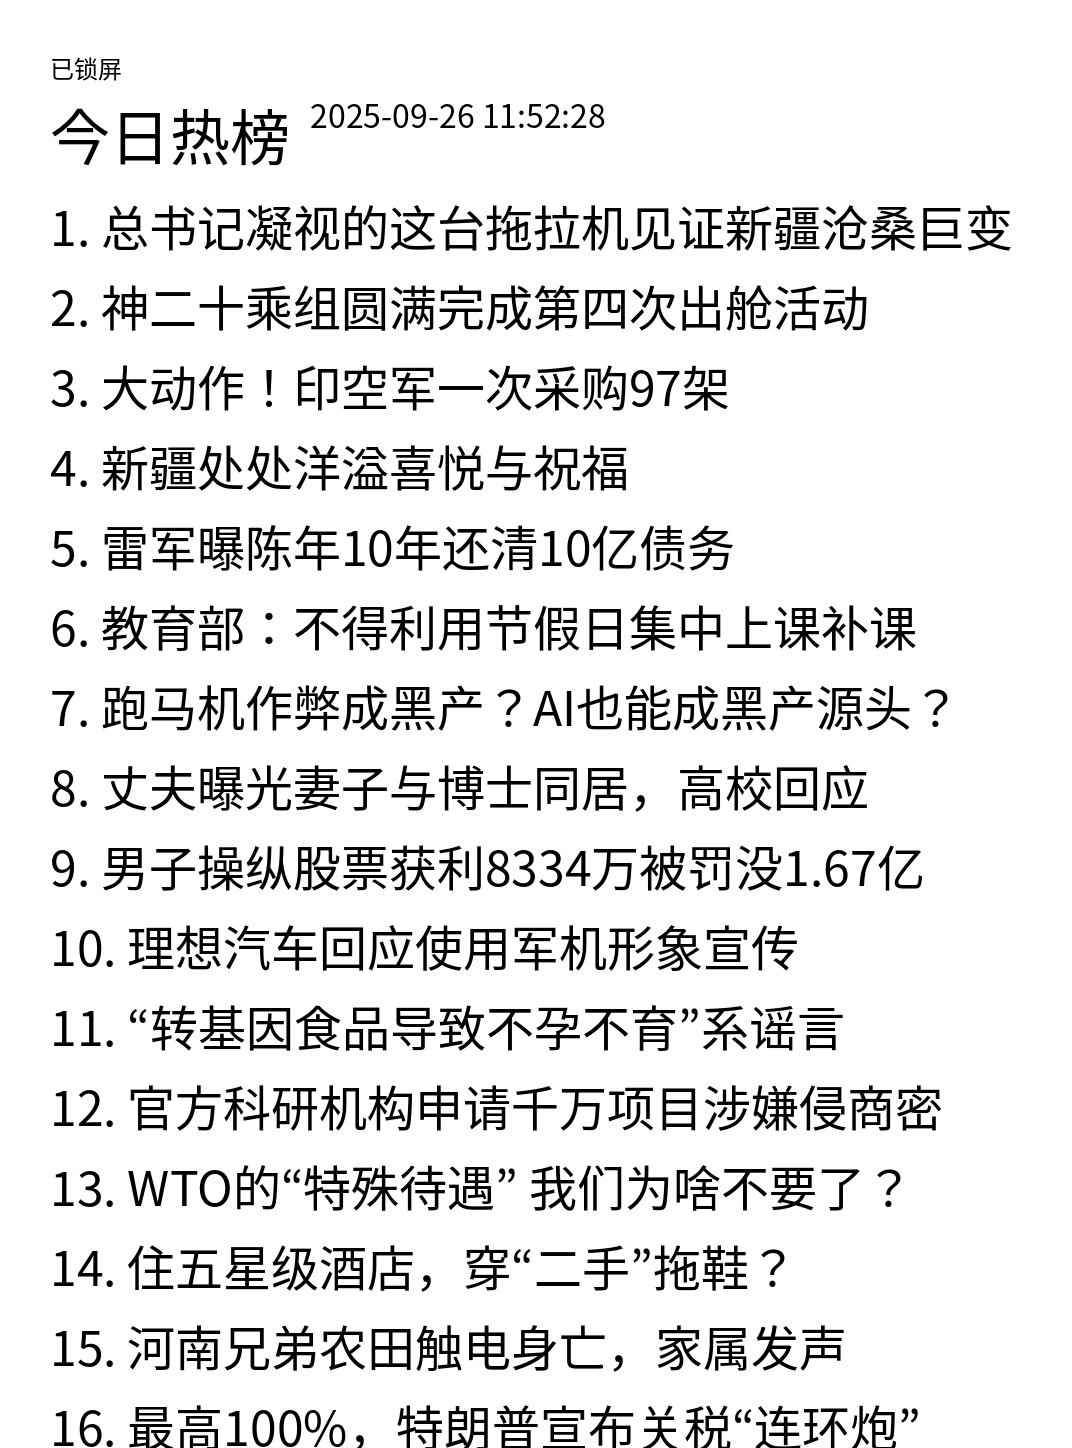 已锁屏
今日热榜 2025-09-26 11:52:28
1. 总书记凝视的这台拖拉机见证新疆沧桑巨变
2. 神二十乘组圆满完成第四次出舱活动
3. 大动作！印空军一次采购97架
4. 新疆处处洋溢喜悦与祝福
5. 雷军曝陈年10年还清10亿债务
6. 教育部：不得利用节假日集中上课补课
7. 跑马机作弊成黑产？AI也能成黑产源头？
8. 丈夫曝光妻子与博士同居，高校回应
9. 男子操纵股票获利8334万被罚没1.67亿
10. 理想汽车回应使用军机形象宣传
11. “转基因食品导致不孕不育”系谣言
12. 官方科研机构申请千万项目涉嫌侵商密
13. WTO的“特殊待遇” 我们为啥不要了？
14. 住五星级酒店，穿“二手”拖鞋？
15. 河南兄弟农田触电身亡，家属发声
16. 最高100%，特朗普宣布关税“连环炮”